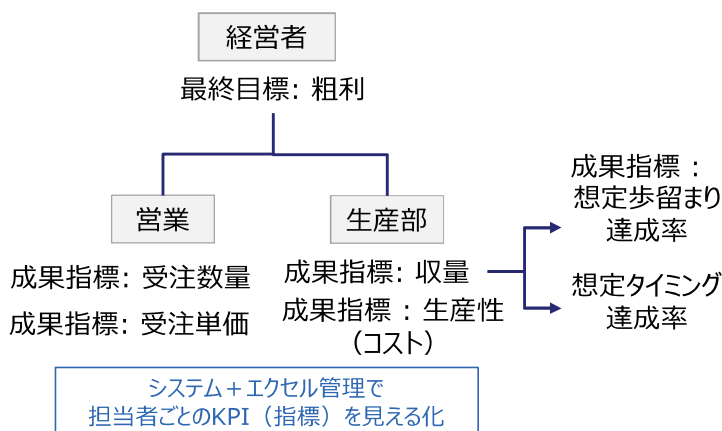 経営者
最終目標: 粗利
営業
成果指標: 受注数量
成果指標: 受注単価
生産部
成果指標: 収量
成果指標：生産性
（コスト）
成果指標：
想定歩留まり
達成率
想定タイミング
達成率
システム＋エクセル管理で
担当者ごとのKPI（指標）を見える化